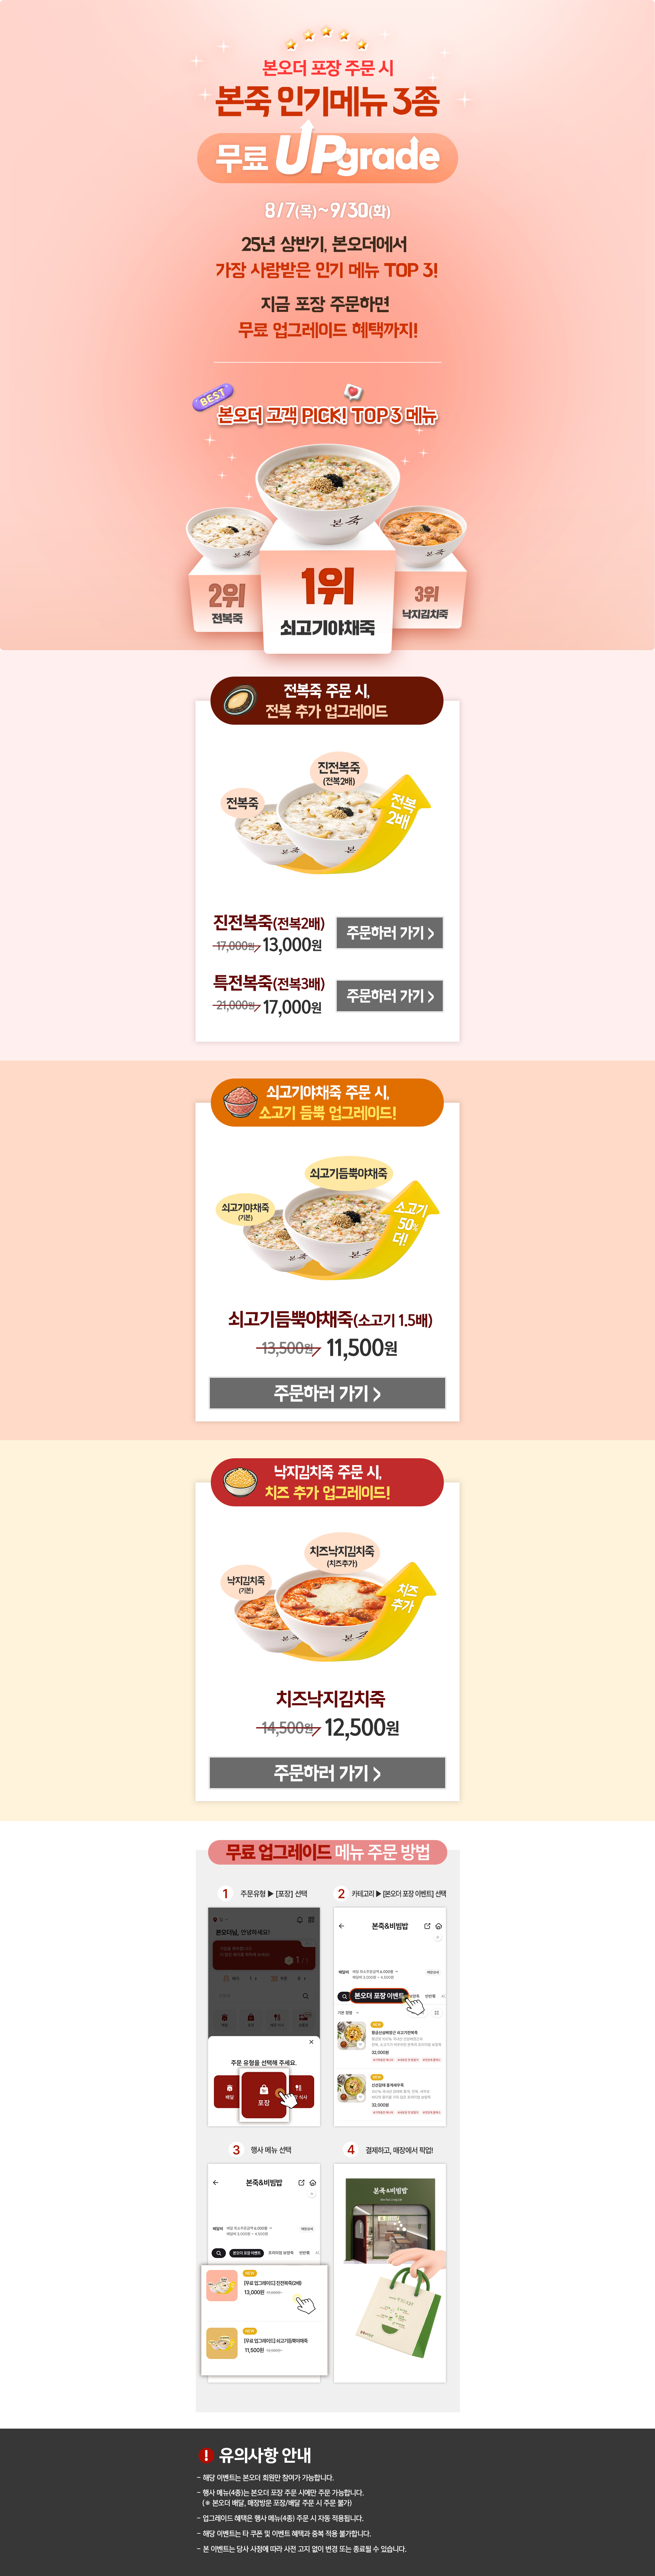 본오더 포장 주문 시
본죽 인기메뉴 3종
무료 UPgrade
8/7(목)~9/30(화)
25년 상반기, 본오더에서
가장 사랑받은 인기 메뉴 TOP 3!
지금 포장 주문하면
무료 업그레이드 혜택까지!
BEST
본오더 고객 PICK! TOP 3 메뉴
본죽
본죽
본죽
1위
쇠고기야채죽
2위
전복죽
3위
낙지김치죽
전복죽 주문 시,
전복 추가 업그레이드
진전복죽
(전복2배)
전복죽
전복
2배
진전복죽(전복2배)
17,000원 13,000원
주문하러 가기 >
특전복죽(전복3배)
21,000원 17,000원
주문하러 가기 >
쇠고기야채죽 주문 시,
소고기 듬뿍 업그레이드!
쇠고기듬뿍야채죽
쇠고기야채죽
(기본)
소고기
50%
더!
쇠고기듬뿍야채죽(소고기 1.5배)
13,500원 11,500원
주문하러 가기 >
낙지김치죽 주문 시,
치즈 추가 업그레이드!
치즈낙지김치죽
(치즈추가)
낙지김치죽
(기본)
치즈
추가
치즈낙지김치죽
14,500원 12,500원
주문하러 가기 >
무료 업그레이드 메뉴 주문 방법
1 주문유형 ▶ [포장] 선택
본오더님, 안녕하세요!
주문 유형을 선택해 주세요.
배달
포장
식사
2 카테고리 ▶ [본오더 포장 이벤트] 선택
본죽&비빔밥
본오더 포장 이벤트
기본 정렬
NEW
32,000원
NEW
32,000원
3 행사 메뉴 선택
본죽&비빔밥
본오더 포장 이벤트
NEW
[무료 업그레이드] 진전복죽(2배)
13,000원
NEW
[무료 업그레이드] 쇠고기듬뿍야채죽
11,500원
4 결제하고, 매장에서 픽업!
본죽&비빔밥
! 유의사항 안내
- 해당 이벤트는 본오더 회원만 참여가 가능합니다.
- 행사 메뉴(4종)는 본오더 포장 주문 시에만 주문 가능합니다.
(※ 본오더 배달, 매장방문 포장/배달 주문 시 주문 불가)
- 업그레이드 혜택은 행사 메뉴(4종) 주문 시 자동 적용됩니다.
- 해당 이벤트는 타 쿠폰 및 이벤트 혜택과 중복 적용 불가합니다.
- 본 이벤트는 당사 사정에 따라 사전 고지 없이 변경 또는 종료될 수 있습니다.